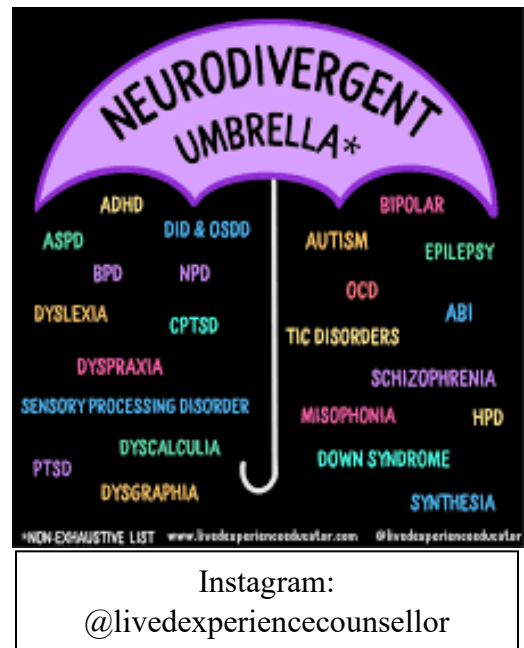 NEURODIVERGENT
UMBRELLA*
ADHD
BIPOLAR
ASPD
DID & OSDD
AUTISM
EPILEPSY
BPD
NPD
OCD
DYSLEXIA
CPTSD
ABI
TIC DISORDERS
DYSPRAXIA
SCHIZOPHRENIA
SENSORY PROCESSING DISORDER
MISOPHONIA
HPD
DYSCALCULIA
PTSD
DOWN SYNDROME
DYSGRAPHIA
SYNTHESIA
*NON-EXHAUSTIVE LIST www.livedexperienceeducator.com @livedexperienceeducator
Instagram:
@livedexperiencecounsellor